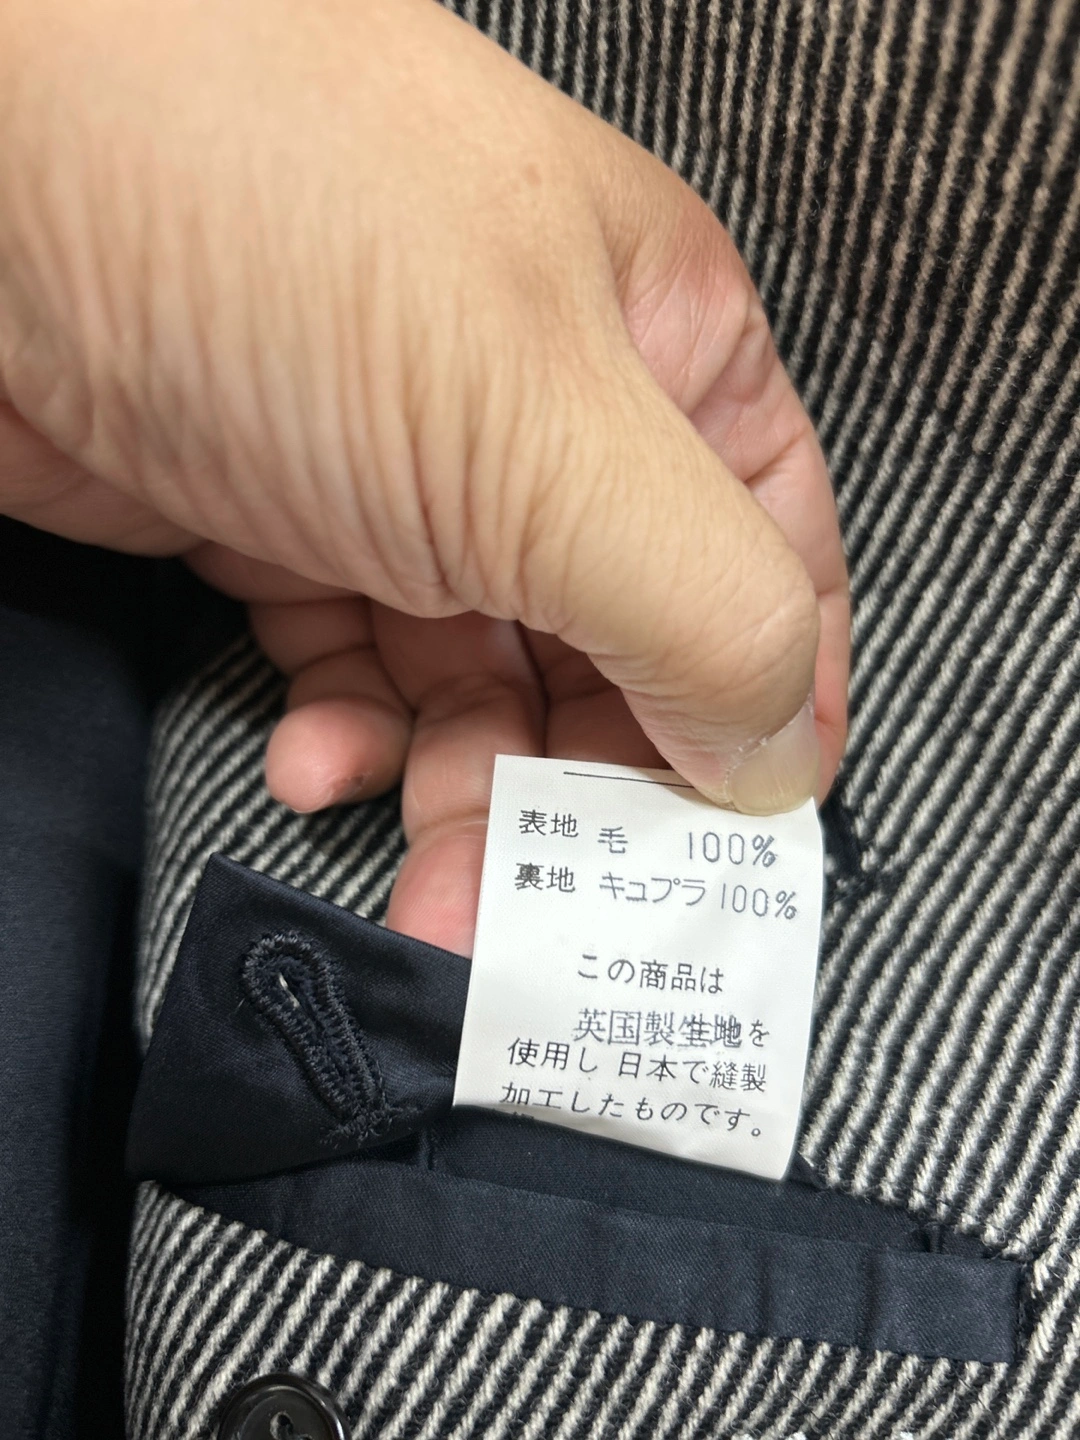 表地 毛 100%
裏地 キュプラ 100%
この商品は
英国製生地を
使用し 日本で縫製
加工したものです。